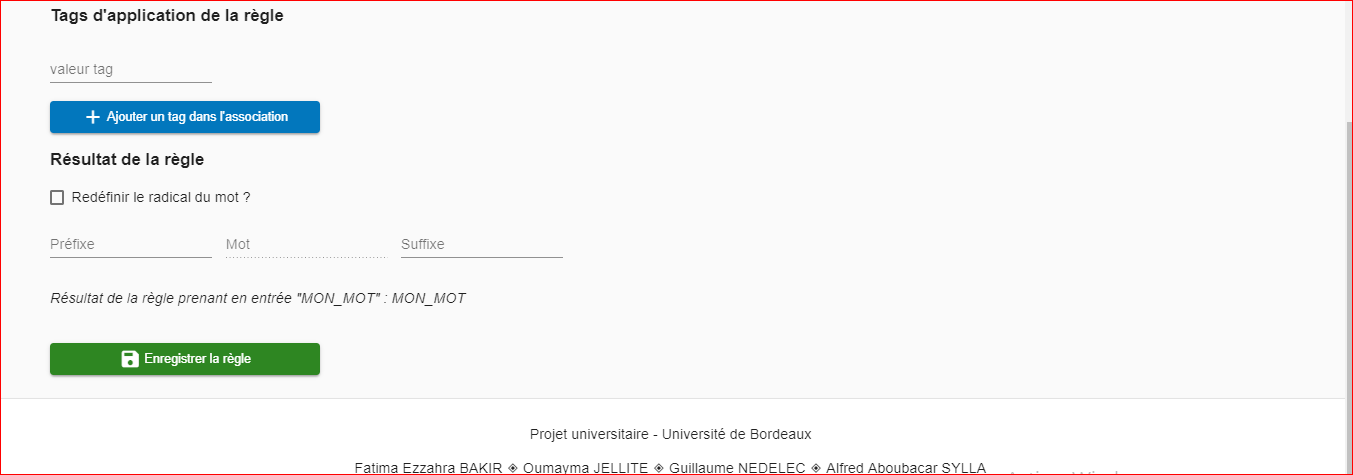 Tags d'application de la règle
valeur tag
Ajouter un tag dans l'association
Résultat de la règle
Redéfinir le radical du mot ?
Préfixe Mot Suffixe
Résultat de la règle prenant en entrée "MON_MOT" : MON_MOT
Enregistrer la règle
Projet universitaire - Université de Bordeaux
Fatima Ezzahra BAKIR ◈ Oumayma JELLITE ◈ Guillaume NEDELEC ◈ Alfred Aboubacar SYLLA